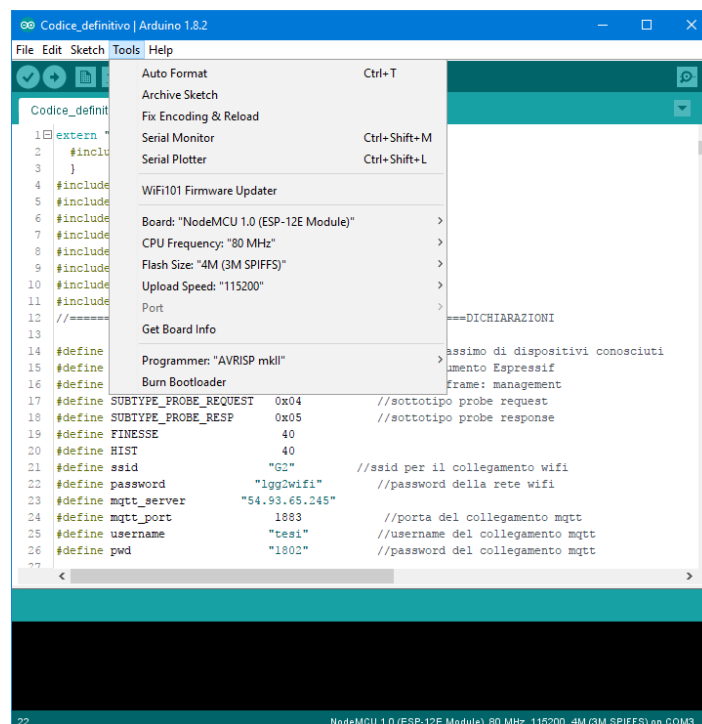 Codice_definitivo | Arduino 1.8.2
File Edit Sketch Tools Help
Auto Format Ctrl+T
Archive Sketch
Fix Encoding & Reload
Serial Monitor Ctrl+Shift+M
Serial Plotter Ctrl+Shift+L
WiFi101 Firmware Updater
Board: "NodeMCU 1.0 (ESP-12E Module)"
CPU Frequency: "80 MHz"
Flash Size: "4M (3M SPIFFS)"
Upload Speed: "115200"
Port
Get Board Info
Programmer: "AVRISP mkII"
Burn Bootloader
Codice_definit
1 extern "
2 #inclu
3 }
4 #include
5 #include
6 #include
7 #include
8 #include
9 #include
10 #include
11 #include
12 //===== ===DICHIARAZIONI
13
14 #define assimo di dispositivi conosciuti
15 #define umento Espressif
16 #define frame: management
17 #define SUBTYPE_PROBE_REQUEST 0x04 //sottotipo probe request
18 #define SUBTYPE_PROBE_RESP 0x05 //sottotipo probe response
19 #define FINESSE 40
20 #define HIST 40
21 #define ssid "G2" //ssid per il collegamento wifi
22 #define password "lgg2wifi" //password della rete wifi
23 #define mqtt_server "54.93.65.245"
24 #define mqtt_port 1883 //porta del collegamento mqtt
25 #define username "tesi" //username del collegamento mqtt
26 #define pwd "1802" //password del collegamento mqtt
27
22 NodeMCU 1.0 (ESP-12E Module), 80 MHz, 115200, 4M (3M SPIFFS) on COM3